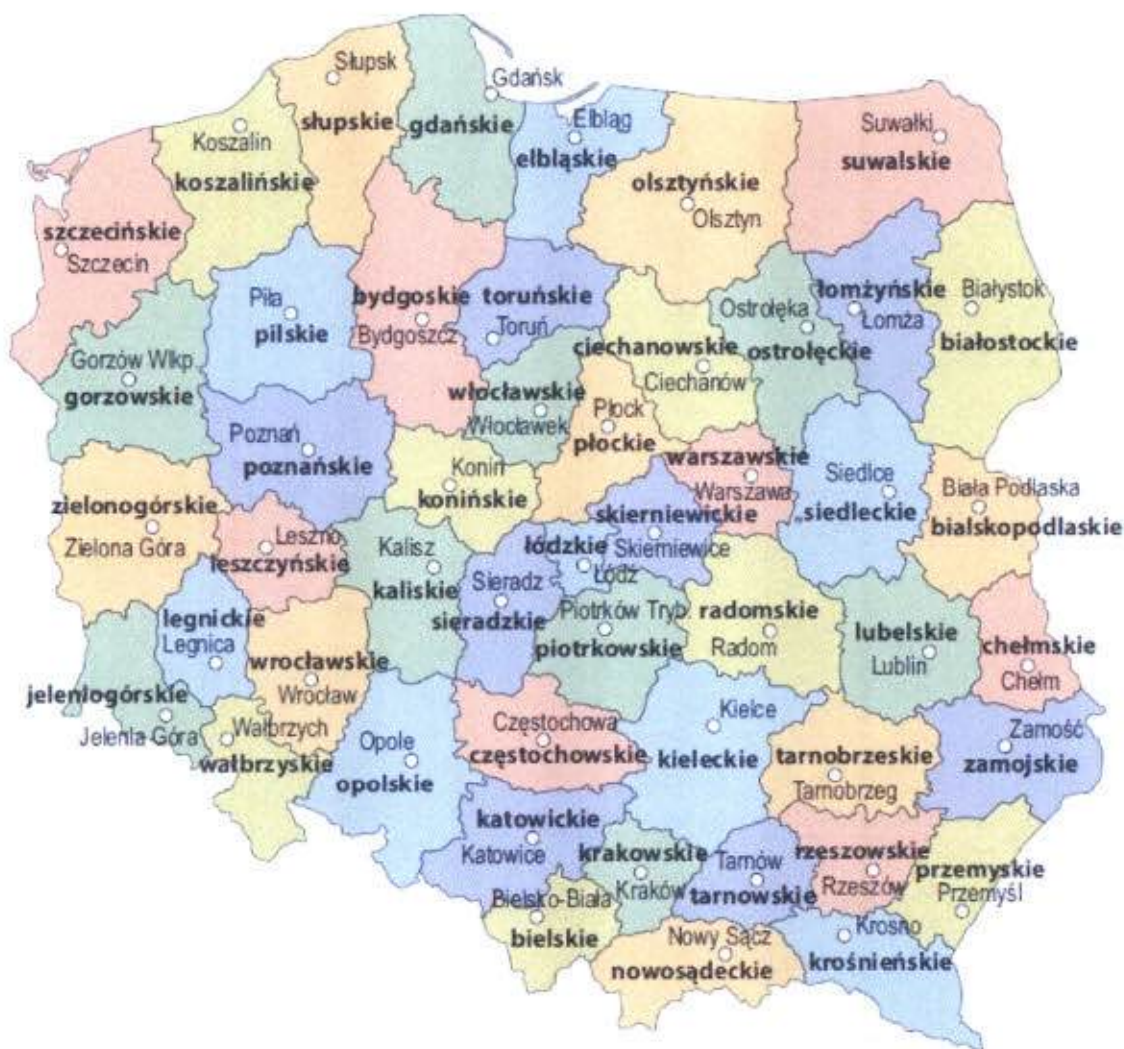 Słupsk
słupskie
Gdańsk
gdańskie
Koszalin
koszalińskie
Elbląg
elbląskie
Suwałki
suwalskie
olsztyńskie
Olsztyn
szczecińskie
Szczecin
Piła
pilskie
bydgoskie
Bydgoszcz
toruńskie
Toruń
Ostrołęka
ostrołęckie
łomżyńskie
Łomża
Białystok
białostockie
ciechanowskie
Ciechanów
Gorzów Wlkp.
gorzowskie
włocławskie
Włocławek
Płock
płockie
Poznań
poznańskie
Konin
konińskie
warszawskie
Warszawa
Siedlce
siedleckie
Biała Podlaska
bialskopodlaskie
zielonogórskie
Zielona Góra
Leszno
leszczyńskie
Kalisz
kaliskie
skierniewickie
Skierniewice
łódzkie
Łódź
Sieradz
sieradzkie
Piotrków Tryb.
piotrkowskie
radomskie
Radom
lubelskie
Lublin
chełmskie
Chełm
legnickie
Legnica
wrocławskie
Wrocław
jeleniogórskie
Jelenia Góra
Wałbrzych
wałbrzyskie
Opole
opolskie
Częstochowa
częstochowskie
Kielce
kieleckie
tarnobrzeskie
Tarnobrzeg
Zamość
zamojskie
katowickie
Katowice
krakowskie
Kraków
Tarnów
tarnowskie
rzeszowskie
Rzeszów
przemyskie
Przemyśl
Bielsko-Biała
bielskie
Nowy Sącz
nowosądeckie
Krosno
krośnieńskie